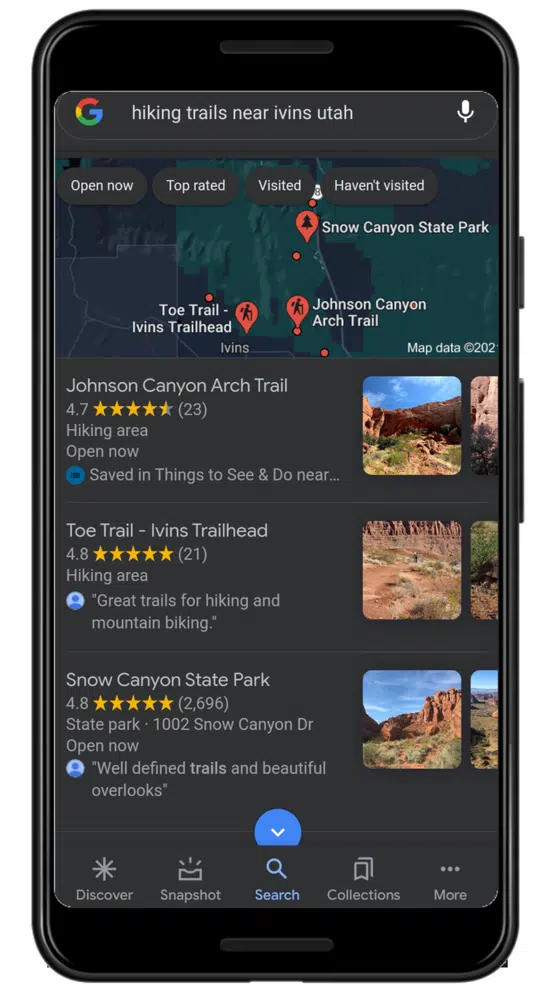 hiking trails near ivins utah
Open now
Top rated
Visited
Haven't visited
Snow Canyon State Park
Toe Trail -
Ivins Trailhead
Johnson Canyon
Arch Trail
Ivins
Map data ©202
Johnson Canyon Arch Trail
4.7 (23)
Hiking area
Open now
Saved in Things to See & Do near...
Toe Trail - Ivins Trailhead
4.8 (21)
Hiking area
"Great trails for hiking and
mountain biking."
Snow Canyon State Park
4.8 (2,696)
State park · 1002 Snow Canyon Dr
Open now
"Well defined trails and beautiful
overlooks"
Discover
Snapshot
Search
Collections
More